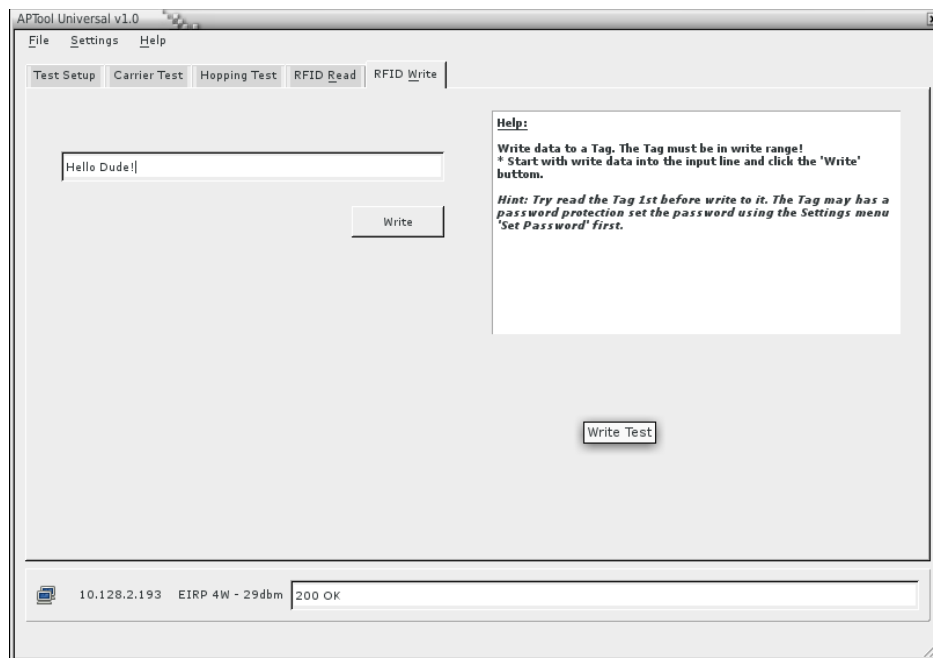 APTool Universal v1.0
File Settings Help
Test Setup Carrier Test Hopping Test RFID Read RFID Write
Hello Dude!
Write
Help:
Write data to a Tag. The Tag must be in write range!
* Start with write data into the input line and click the 'Write'
buttom.
Hint: Try read the Tag 1st before write to it. The Tag may has a
password protection set the password using the Settings menu
'Set Password' first.
Write Test
10.128.2.193 EIRP 4W - 29dbm 200 OK